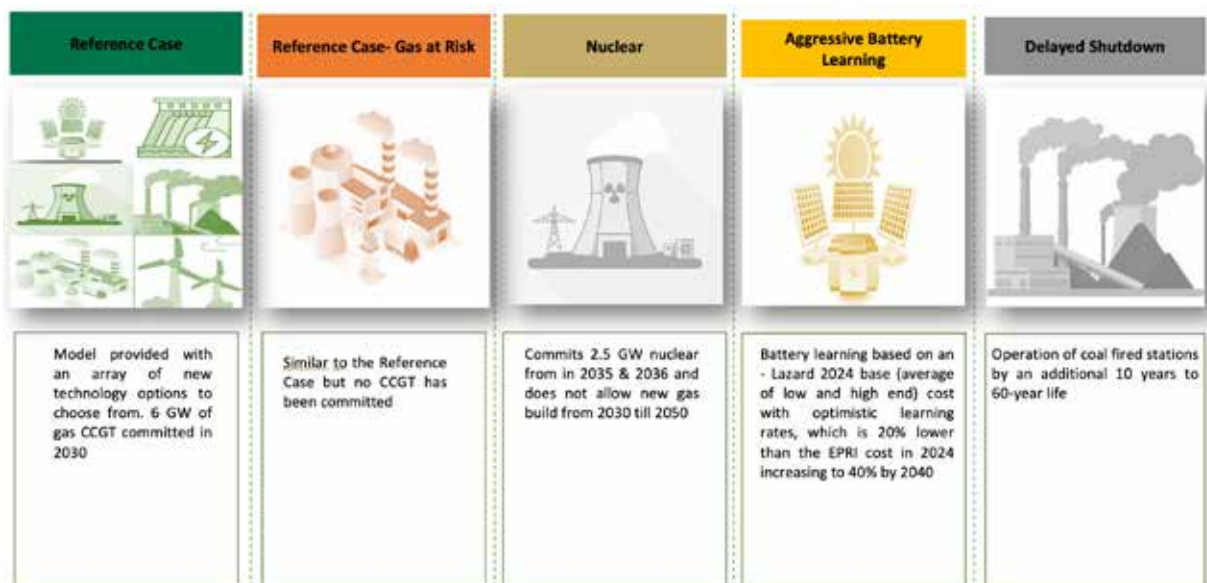 Reference Case
Model provided with
an array of new
technology options to
choose from. 6 GW of
gas CCGT committed in
2030
Reference Case- Gas at Risk
Similar to the Reference
Case but no CCGT has
been committed
Nuclear
Commits 2.5 GW nuclear
from in 2035 & 2036 and
does not allow new gas
build from 2030 till 2050
Aggressive Battery
Learning
Battery learning based on an
- Lazard 2024 base (average
of low and high end) cost
with optimistic learning
rates, which is 20% lower
than the EPRI cost in 2024
increasing to 40% by 2040
Delayed Shutdown
Operation of coal fired stations
by an additional 10 years to
60-year life